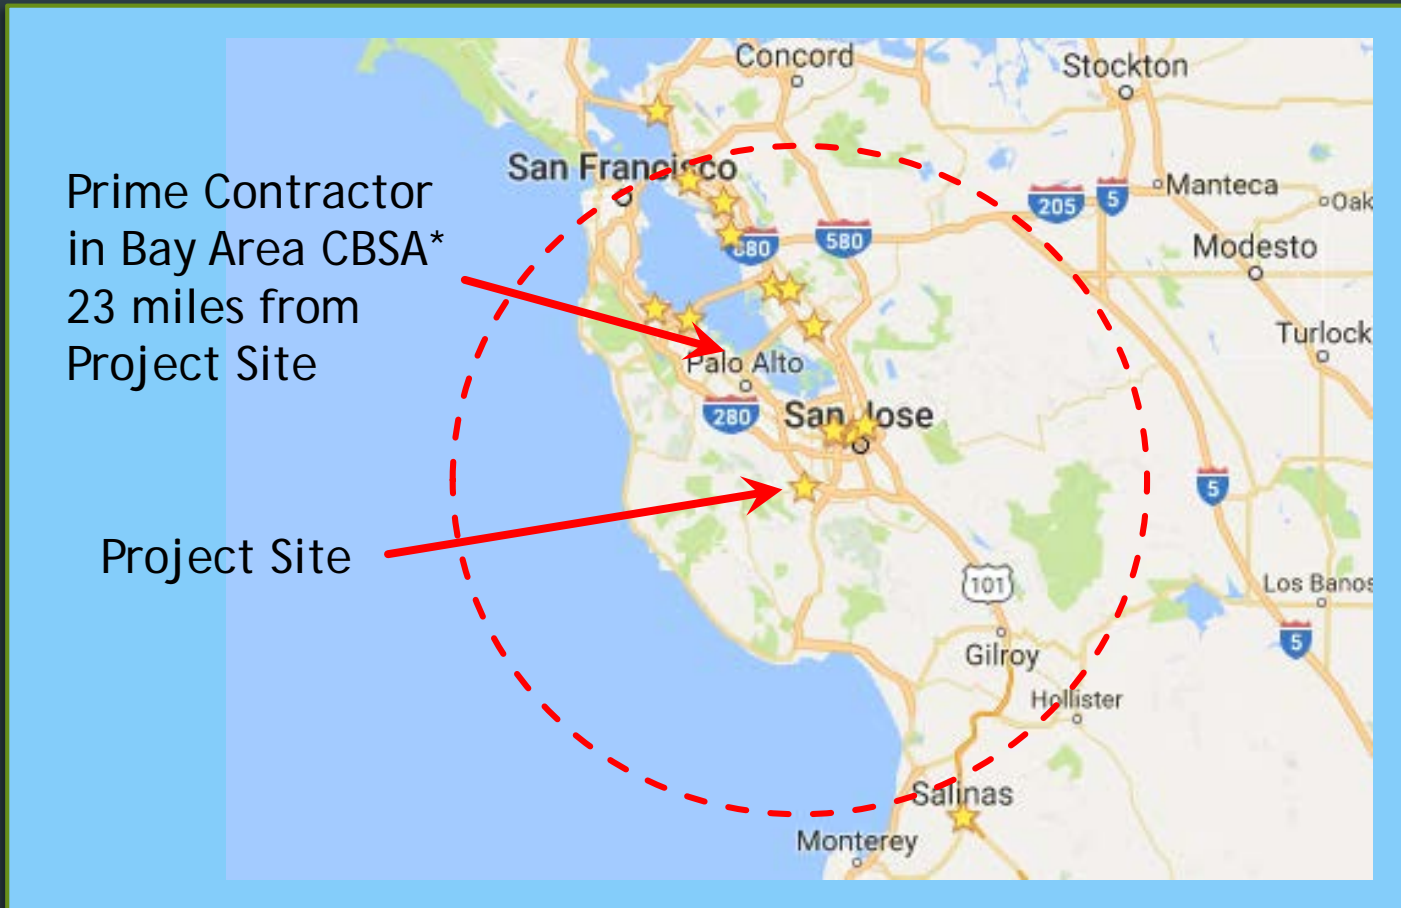 Prime Contractor
in Bay Area CBSA*
23 miles from
Project Site
Project Site
Concord
Stockton
San Francisco
Manteca
Oak
205
5
880
580
Modesto
Turlock
Palo Alto
280
San Jose
5
101
Los Banos
5
Gilroy
Hollister
Salinas
Monterey